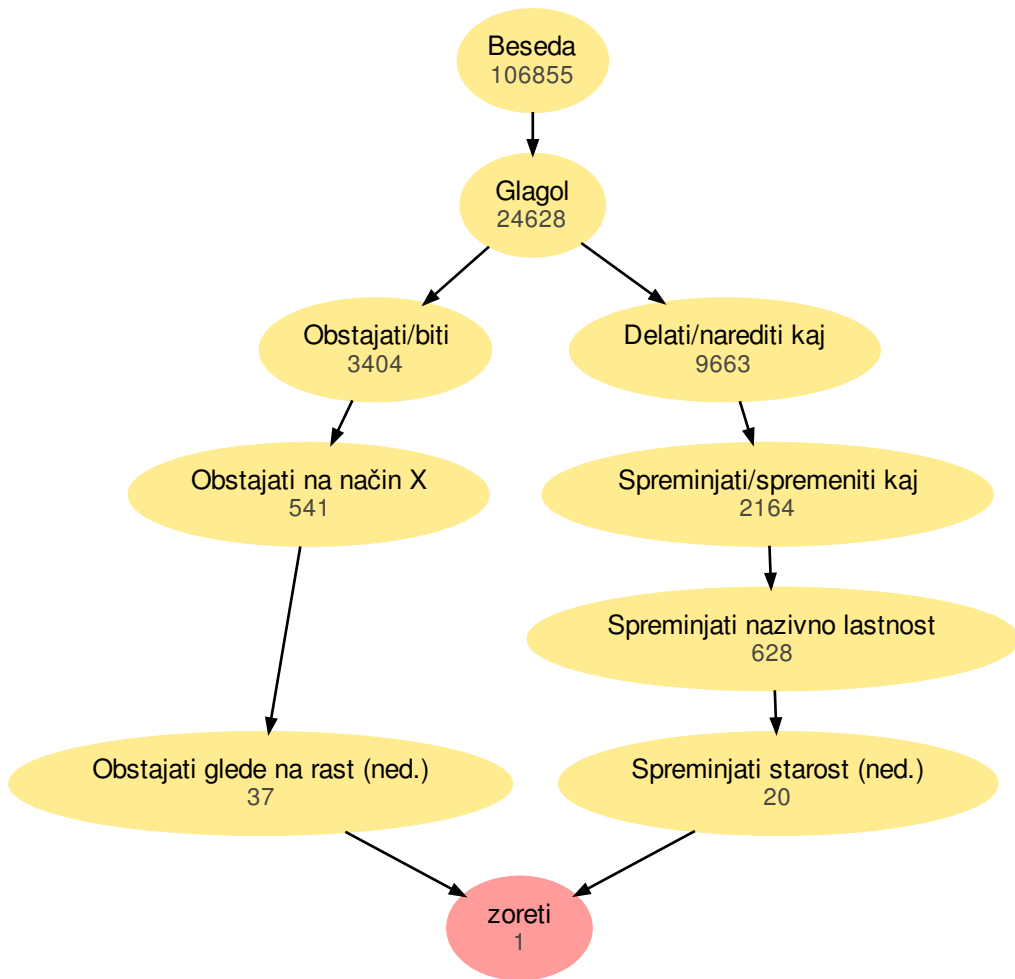 Beseda
106855
Glagol
24628
Obstajati/biti
3404
Delati/narediti kaj
9663
Obstajati na način X
541
Spreminjati/spremeniti kaj
2164
Spreminjati nazivno lastnost
628
Obstajati glede na rast (ned.)
37
Spreminjati starost (ned.)
20
zoreti
1